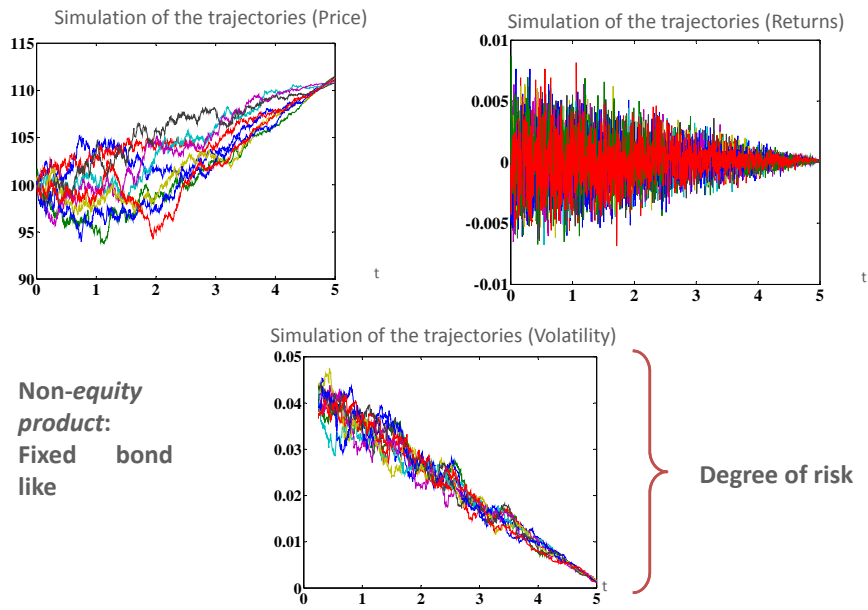 Simulation of the trajectories (Price)
115
110
105
100
95
90
0 1 2 3 4 5
t
Simulation of the trajectories (Returns)
0.01
0.005
0
-0.005
-0.01
0 1 2 3 4 5
t
Simulation of the trajectories (Volatility)
0.05
0.04
0.03
0.02
0.01
0
0 1 2 3 4 5
t
Non-equity
product:
Fixed bond
like
Degree of risk